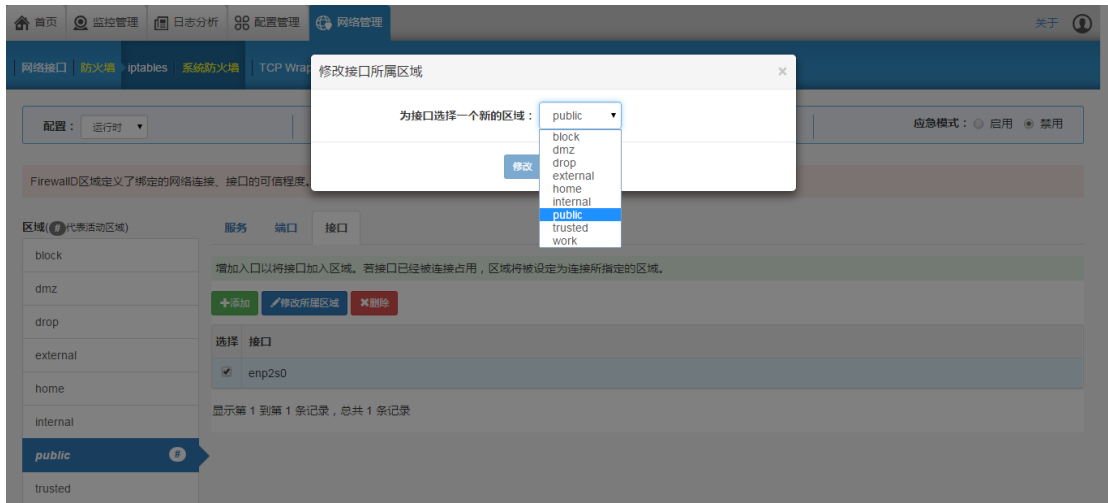 首页 监控管理 日志分析 配置管理 网络管理 关于
网络接口 防火墙 iptables 系统防火墙 TCP Wrap
修改接口所属区域 ×
为接口选择一个新的区域： public
block
dmz
drop
external
home
internal
public
trusted
work
修改
配置： 运行时
应急模式： 启用 禁用
FirewallD区域定义了绑定的网络连接、接口的可信程度。
区域(#代表活动区域)
block
dmz
drop
external
home
internal
public #
trusted
服务 端口 接口
增加入口以将接口加入区域。若接口已经被连接占用，区域将被设定为连接所指定的区域。
添加 修改所属区域 删除
选择 接口
enp2s0
显示第 1 到第 1 条记录，总共 1 条记录